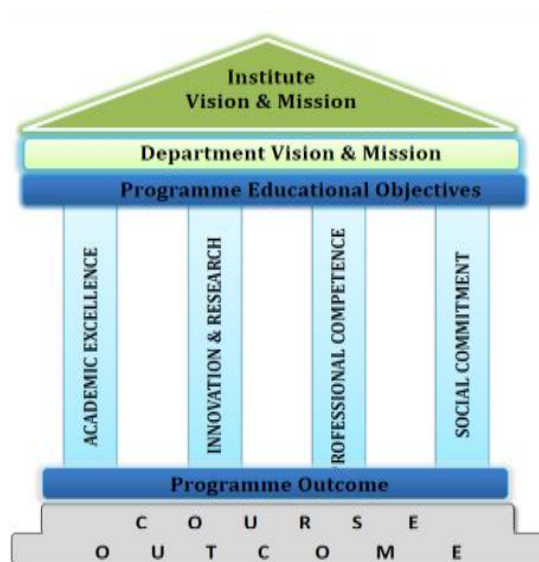 Institute
Vision & Mission
Department Vision & Mission
Programme Educational Objectives
ACADEMIC EXCELLENCE
INNOVATION & RESEARCH
PROFESSIONAL COMPETENCE
SOCIAL COMMITMENT
Programme Outcome
C O U R S E
O U T C O M E